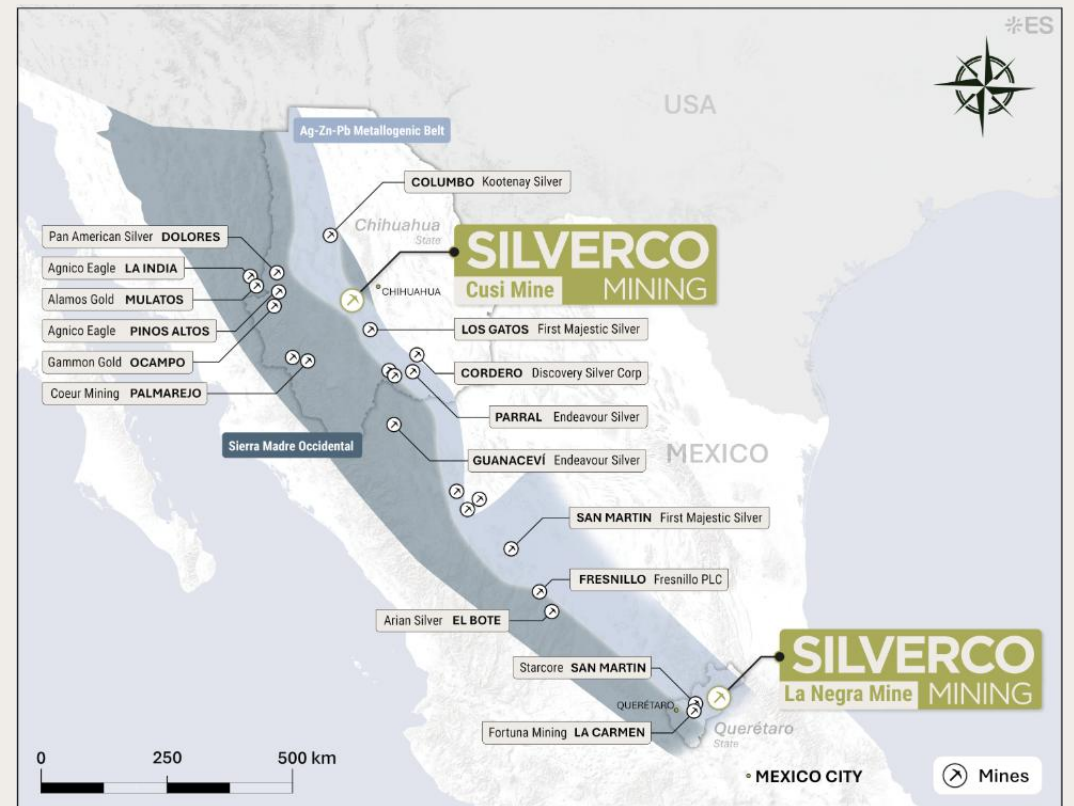 ES
USA
Ag-Zn-Pb Metallogenic Belt
COLUMBO Kootenay Silver
Chihuahua
State
Pan American Silver DOLORES
Agnico Eagle LA INDIA
Alamos Gold MULATOS
Agnico Eagle PINOS ALTOS
Gammon Gold OCAMPO
Coeur Mining PALMAREJO
SILVERCO
Cusi Mine MINING
CHIHUAHUA
LOS GATOS First Majestic Silver
CORDERO Discovery Silver Corp
PARRAL Endeavour Silver
Sierra Madre Occidental
GUANACEVÍ Endeavour Silver
MEXICO
SAN MARTIN First Majestic Silver
FRESNILLO Fresnillo PLC
Arian Silver EL BOTE
SILVERCO
La Negra Mine MINING
Starcore SAN MARTIN
QUERÉTARO
Fortuna Mining LA CARMEN
Querétaro
State
0 250 500 km
MEXICO CITY
Mines